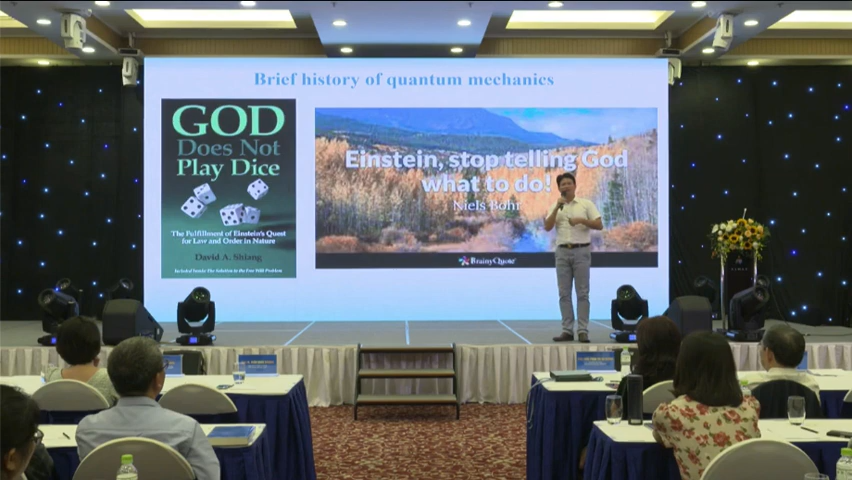 Brief history of quantum mechanics
GOD
Does Not
Play Dice
The Fulfillment of Einstein's Quest
for Law and Order in Nature
David A. Shiang
Einstein, stop telling God
what to do!
Niels Bohr
BrainyQuote